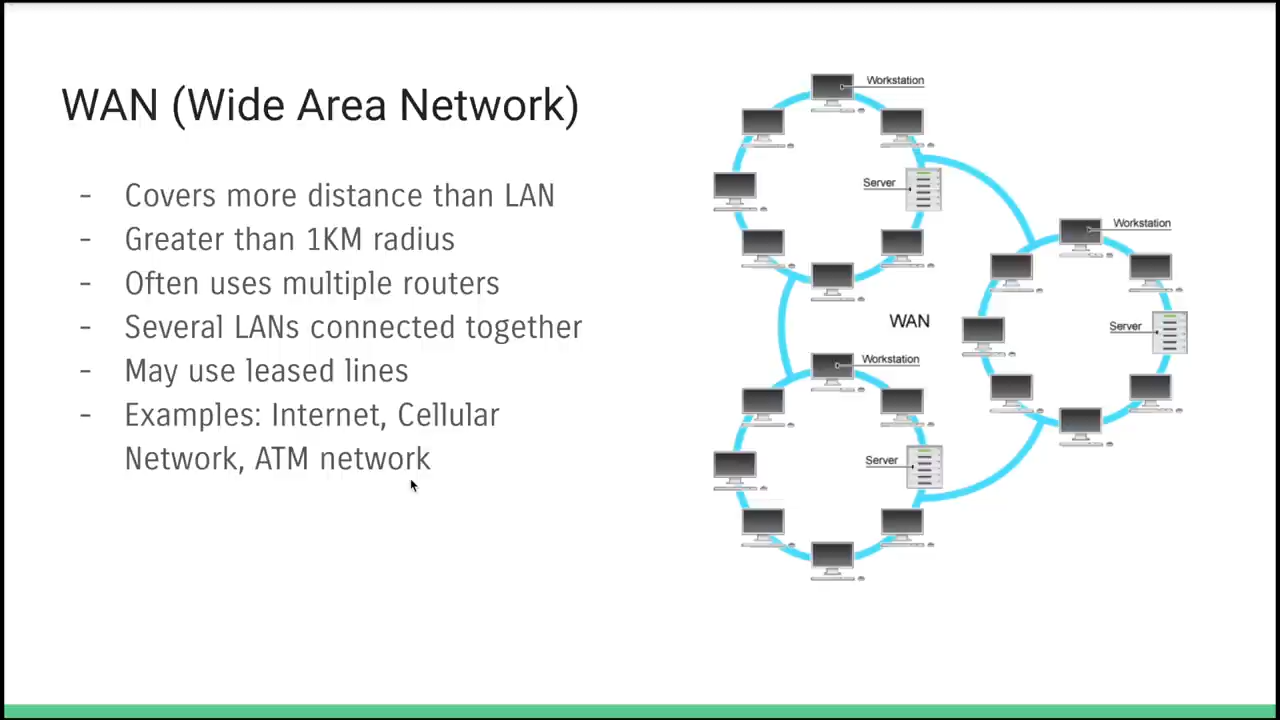 WAN (Wide Area Network)
- Covers more distance than LAN
- Greater than 1KM radius
- Often uses multiple routers
- Several LANs connected together
- May use leased lines
- Examples: Internet, Cellular
Network, ATM network
Workstation
Server
Workstation
Server
WAN
Workstation
Server